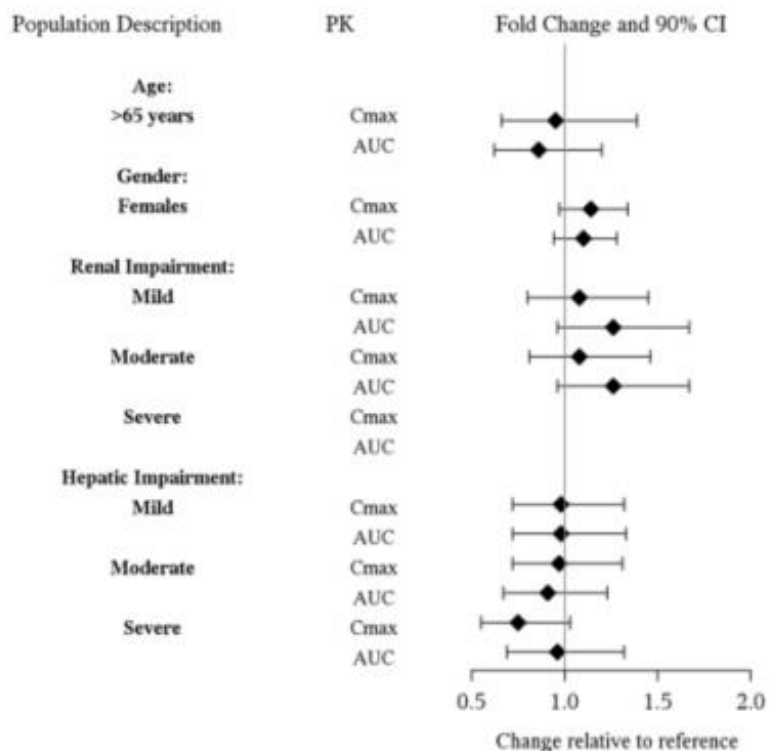 Population Description PK Fold Change and 90% CI
Age:
>65 years Cmax
AUC
Gender:
Females Cmax
AUC
Renal Impairment:
Mild Cmax
AUC
Moderate Cmax
AUC
Severe Cmax
AUC
Hepatic Impairment:
Mild Cmax
AUC
Moderate Cmax
AUC
Severe Cmax
AUC
0.5 1.0 1.5 2.0
Change relative to reference